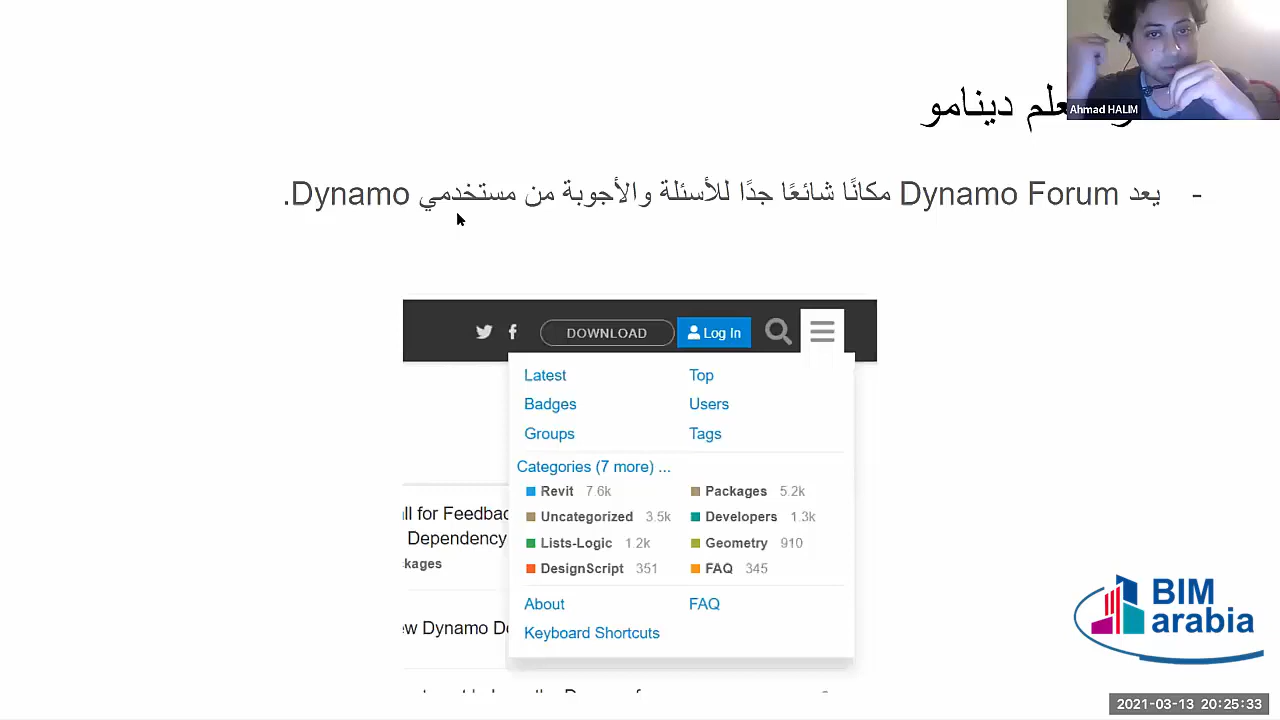 Ahmad HALIM
دينامو
- يعد Dynamo Forum مكانًا شائعًا جدًا للأسئلة والأجوبة من مستخدمي Dynamo.
DOWNLOAD Log In
Latest Top
Badges Users
Groups Tags
Categories (7 more) ...
Revit 7.6k Packages 5.2k
Uncategorized 3.5k Developers 1.3k
Lists-Logic 1.2k Geometry 910
DesignScript 351 FAQ 345
About FAQ
Keyboard Shortcuts
ll for Feedbac
Dependency
kages
ew Dynamo Do
BIM
arabia
2021-03-13 20:25:33